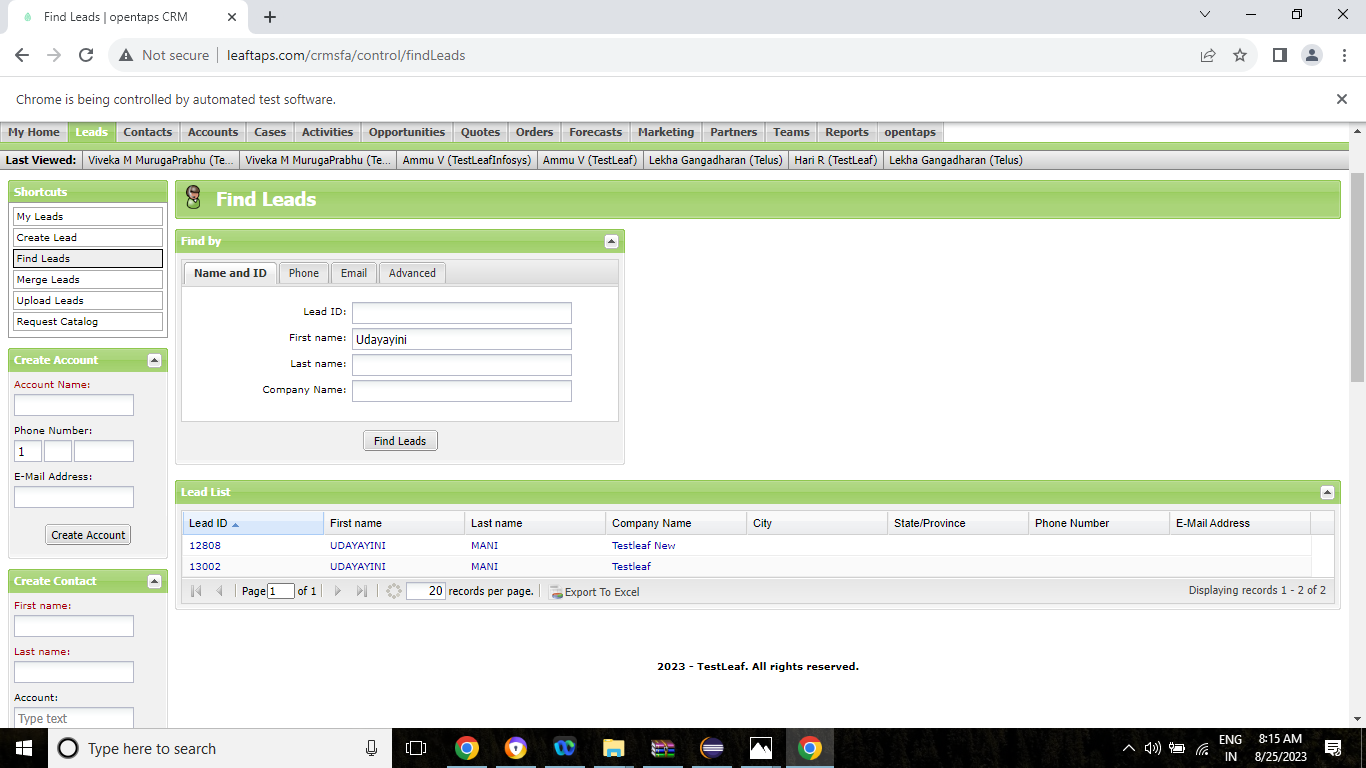 Find Leads | opentaps CRM
Not secure leaftaps.com/crmsfa/control/findLeads
Chrome is being controlled by automated test software.
My Home Leads Contacts Accounts Cases Activities Opportunities Quotes Orders Forecasts Marketing Partners Teams Reports opentaps
Last Viewed: Viveka M MurugaPrabhu (Te... Viveka M MurugaPrabhu (Te... Ammu V (TestLeafInfosys) Ammu V (TestLeaf) Lekha Gangadharan (Telus) Hari R (TestLeaf) Lekha Gangadharan (Telus)
Shortcuts
My Leads
Create Lead
Find Leads
Merge Leads
Upload Leads
Request Catalog
Create Account
Account Name:
Phone Number:
1
E-Mail Address:
Create Account
Create Contact
First name:
Last name:
Account:
Type text
Find Leads
Find by
Name and ID Phone Email Advanced
Lead ID:
First name: Udayayini
Last name:
Company Name:
Find Leads
Lead List
Lead ID First name Last name Company Name City State/Province Phone Number E-Mail Address
12808 UDAYAYINI MANI Testleaf New
13002 UDAYAYINI MANI Testleaf
Page 1 of 1 20 records per page. Export To Excel Displaying records 1 - 2 of 2
2023 - TestLeaf. All rights reserved.
Type here to search
ENG
IN
8:15 AM
8/25/2023